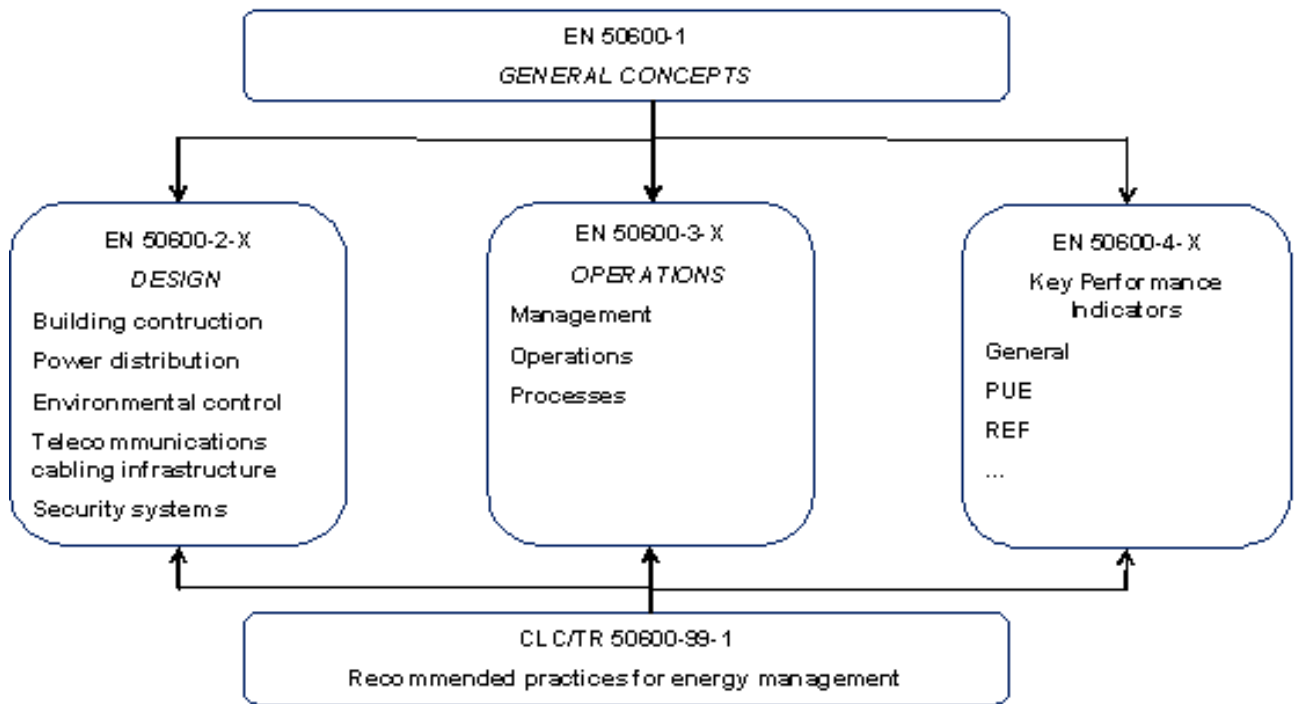 EN 50600-1
GENERAL CONCEPTS
EN 50600-2-X
DESIGN
Building contruction
Power distribution
Environmental control
Telecommunications
cabling infrastructure
Security systems
EN 50600-3-X
OPERATIONS
Management
Operations
Processes
EN 50600-4-X
Key Performance
Indicators
General
PUE
REF
...
CLC/TR 50600-99-1
Recommended practices for energy management